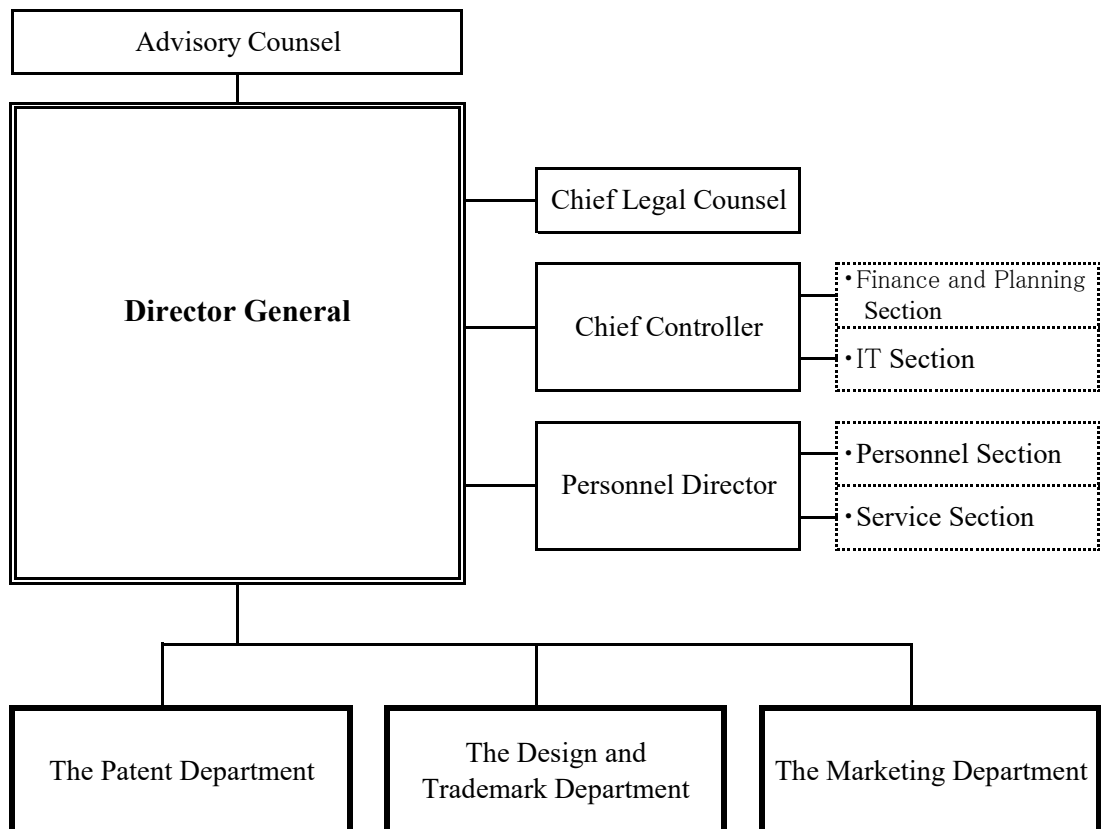 Advisory Counsel
Director General
Chief Legal Counsel
Chief Controller
・Finance and Planning
Section
・IT Section
Personnel Director
・Personnel Section
・Service Section
The Patent Department
The Design and
Trademark Department
The Marketing Department